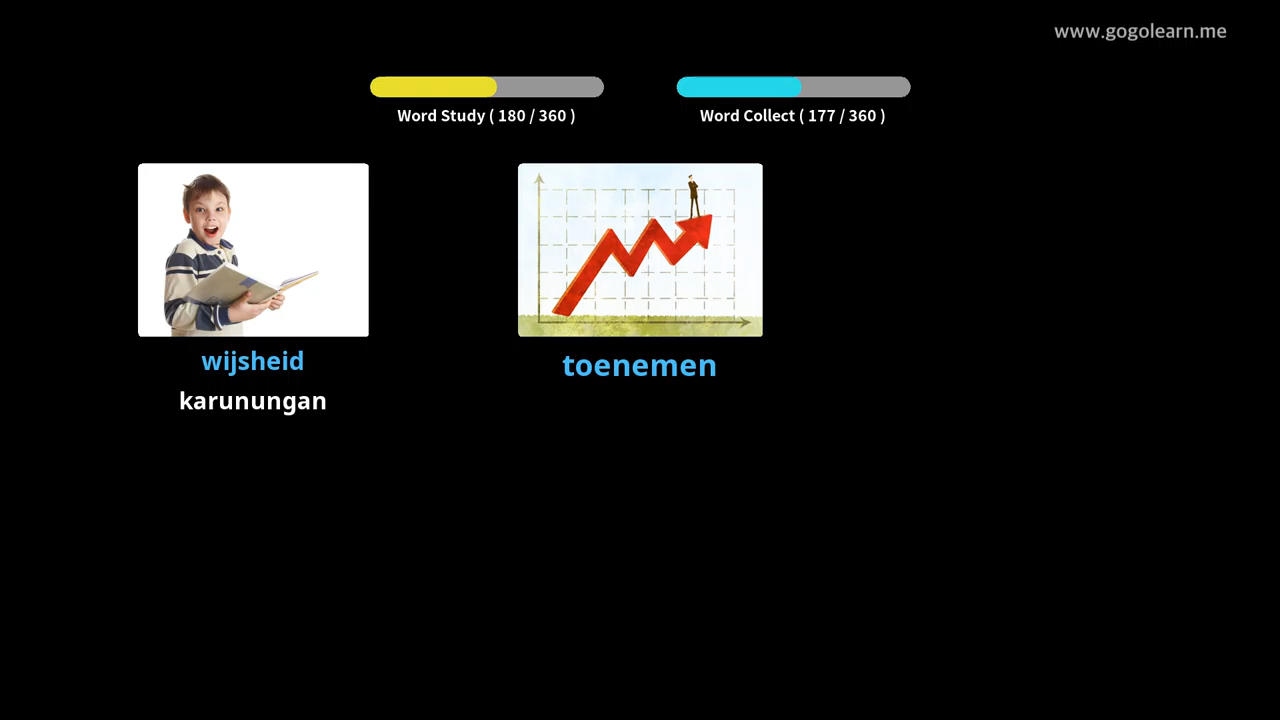 www.gogolearn.me
Word Study ( 180 / 360 )
Word Collect ( 177 / 360 )
wijsheid
karunungan
toenemen